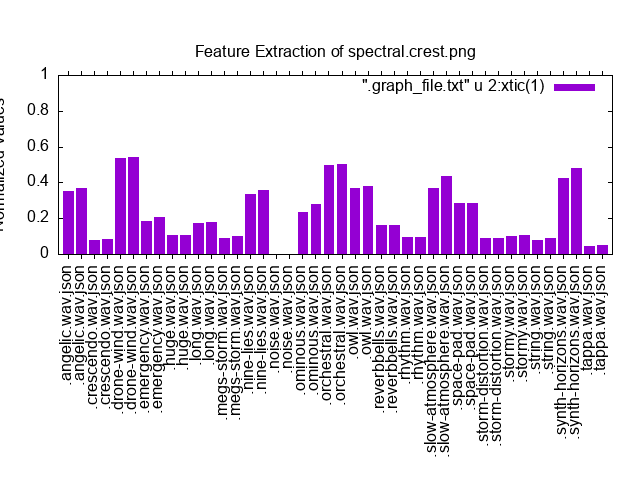 Feature Extraction of spectral.crest.png
".graph_file.txt" u 2:xtic(1)
Normalized Values
1
0.8
0.6
0.4
0.2
0
.angelic.wav.json
.angelic.wav.json
.crescendo.wav.json
.crescendo.wav.json
.drone-wind.wav.json
.drone-wind.wav.json
.emergency.wav.json
.emergency.wav.json
.huge.wav.json
.huge.wav.json
.long.wav.json
.long.wav.json
.megs-storm.wav.json
.megs-storm.wav.json
.nine-lies.wav.json
.nine-lies.wav.json
.noise.wav.json
.noise.wav.json
.ominous.wav.json
.ominous.wav.json
.orchestral.wav.json
.orchestral.wav.json
.owl.wav.json
.owl.wav.json
.reverbbells.wav.json
.reverbbells.wav.json
.rhythm.wav.json
.rhythm.wav.json
.slow-atmosphere.wav.json
.slow-atmosphere.wav.json
.space-pad.wav.json
.space-pad.wav.json
.storm-distortion.wav.json
.storm-distortion.wav.json
.stormy.wav.json
.stormy.wav.json
.string.wav.json
.string.wav.json
.synth-horizons.wav.json
.synth-horizons.wav.json
.tappa.wav.json
.tappa.wav.json